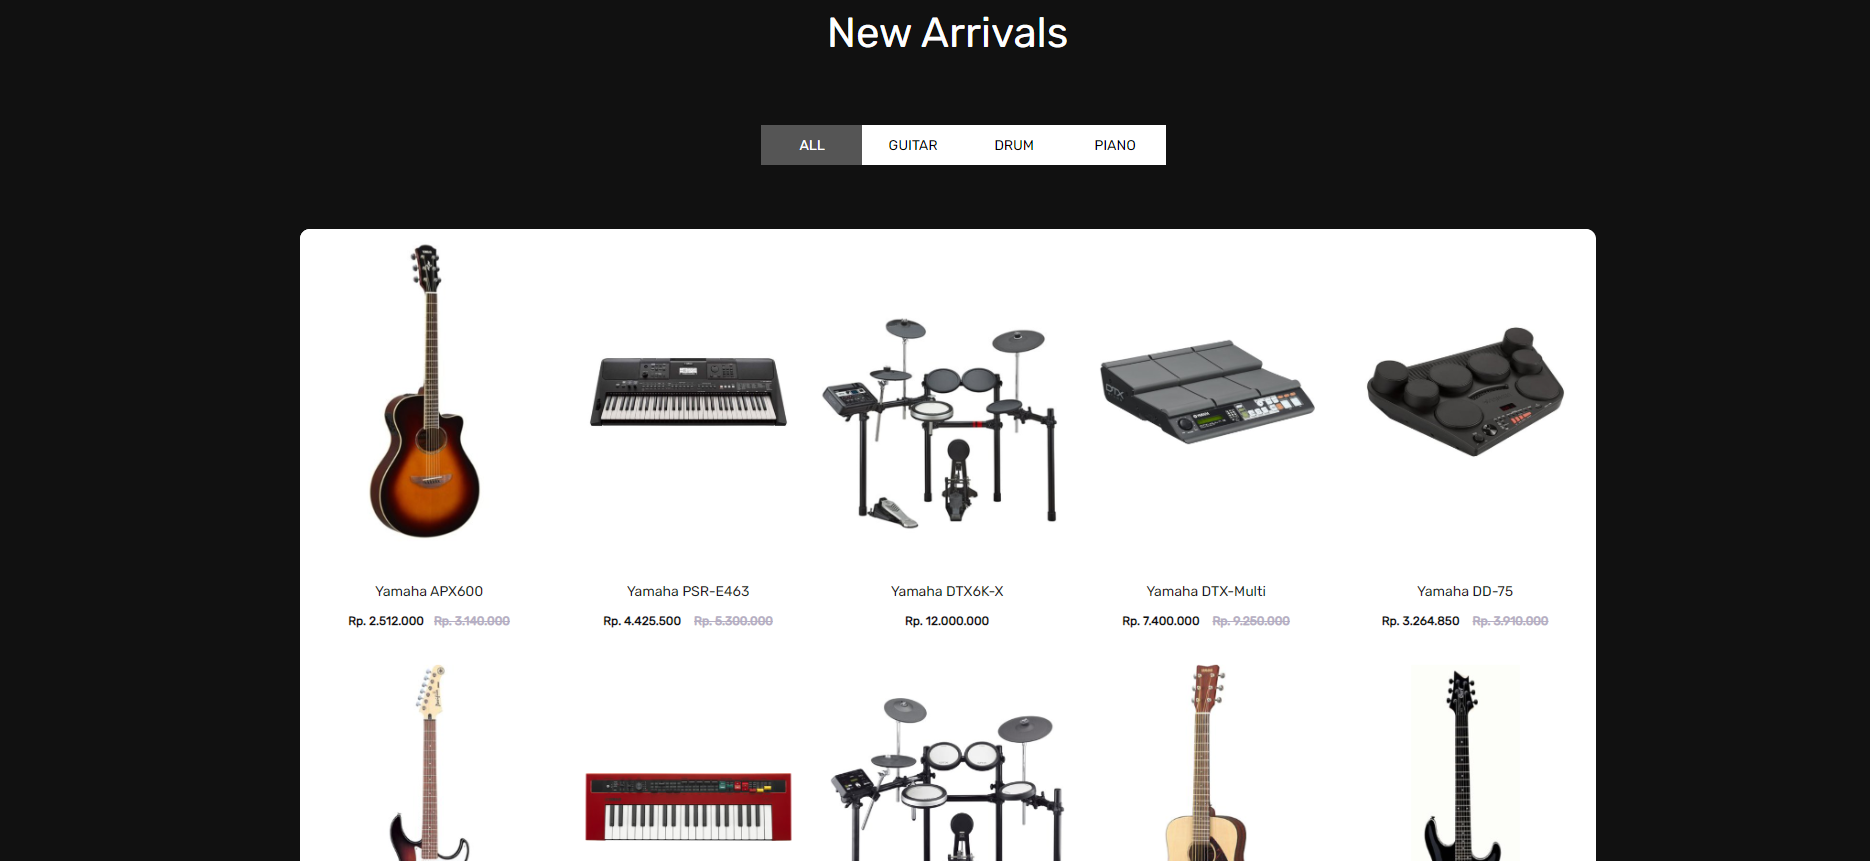 New Arrivals
ALL GUITAR DRUM PIANO
Yamaha APX600 Yamaha PSR-E463 Yamaha DTX6K-X Yamaha DTX-Multi Yamaha DD-75
Rp. 2.512.000 Rp. 3.140.000 Rp. 4.425.500 Rp. 5.300.000 Rp. 12.000.000 Rp. 7.400.000 Rp. 9.250.000 Rp. 3.264.850 Rp. 3.910.000